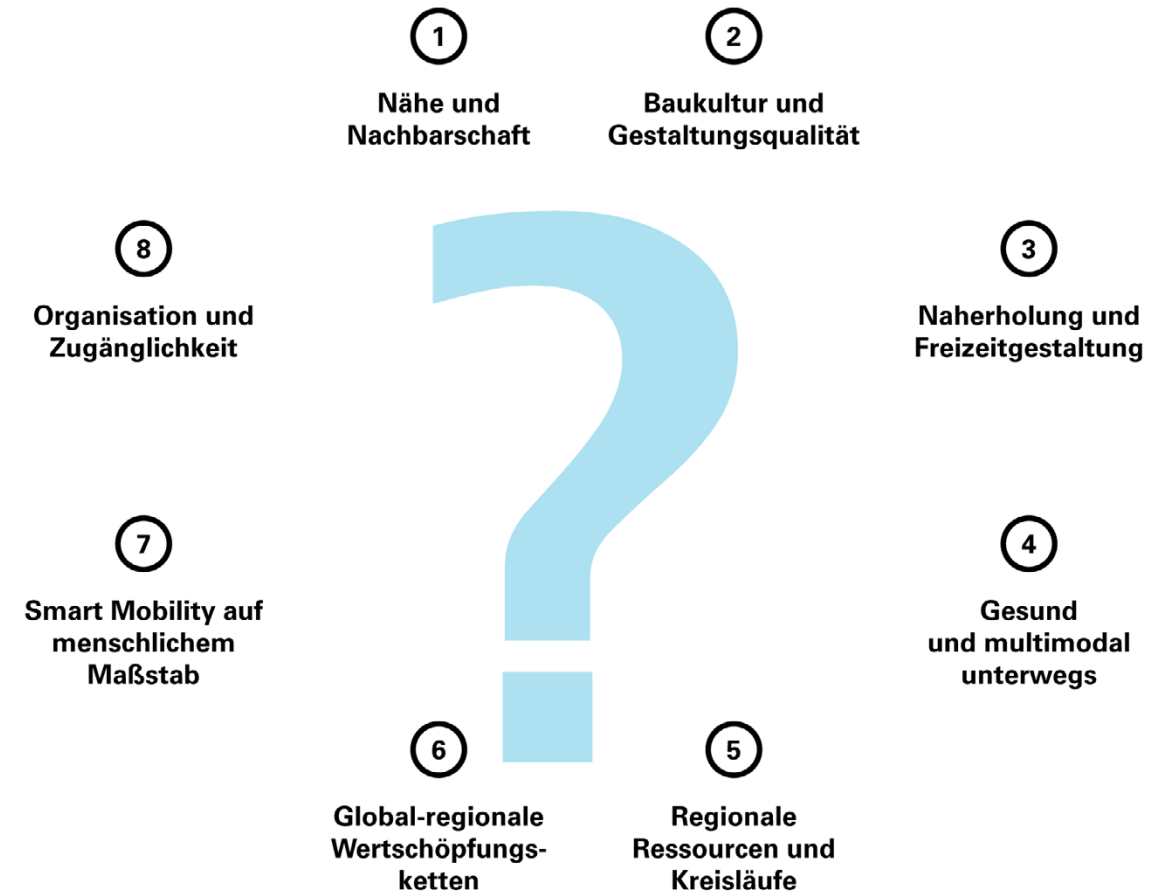 1
Nähe und
Nachbarschaft
2
Baukultur und
Gestaltungsqualität
3
Naherholung und
Freizeitgestaltung
4
Gesund
und multimodal
unterwegs
5
Regionale
Ressourcen und
Kreisläufe
6
Global-regionale
Wertschöpfungs-
ketten
7
Smart Mobility auf
menschlichem
Maßstab
8
Organisation und
Zugänglichkeit
?